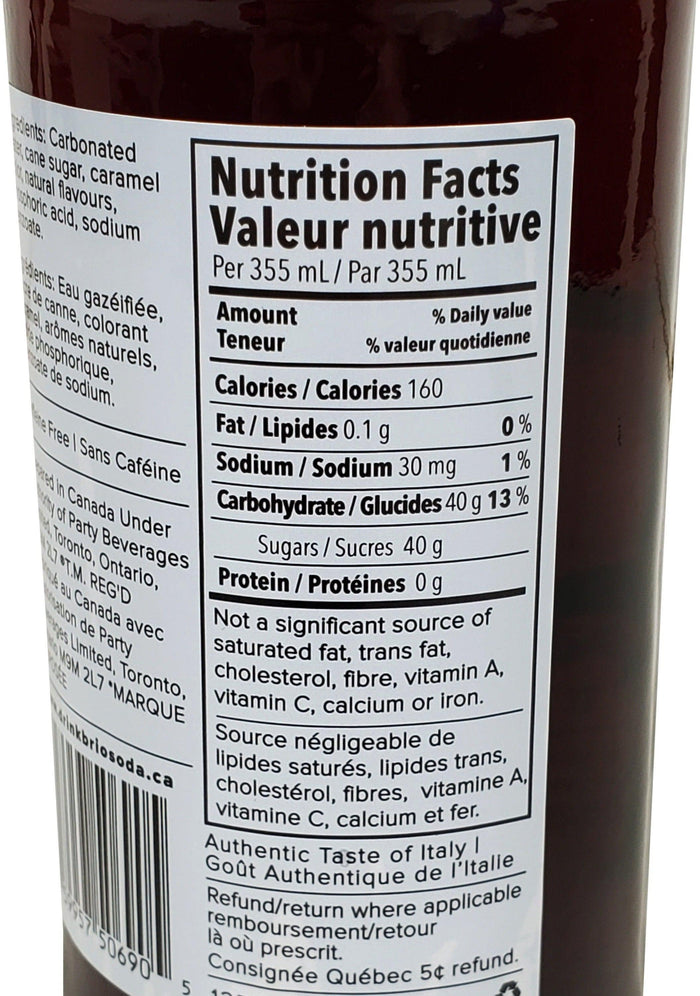 Carbonated
cane sugar, caramel
natural flavours,
acid, sodium
Eau gazéifiée,
de canne, colorant
arômes naturels,
phosphorique,
de sodium.
Free | Sans Caféine
in Canada Under
of Party Beverages
Toronto, Ontario,
2L7 *T.M. REG'D
au Canada avec
de Party
Limited, Toronto,
M9M 2L7 *MARQUE
drinkbriosoda.ca
50690 5
Nutrition Facts
Valeur nutritive
Per 355 mL / Par 355 mL
Amount % Daily value
Teneur % valeur quotidienne
Calories / Calories 160
Fat / Lipides 0.1 g 0 %
Sodium / Sodium 30 mg 1 %
Carbohydrate / Glucides 40 g 13 %
Sugars / Sucres 40 g
Protein / Protéines 0 g
Not a significant source of
saturated fat, trans fat,
cholesterol, fibre, vitamin A,
vitamin C, calcium or iron.
Source négligeable de
lipides saturés, lipides trans,
cholestérol, fibres, vitamine A,
vitamine C, calcium et fer.
Authentic Taste of Italy |
Goût Authentique de l'Italie
Refund/return where applicable
remboursement/retour
là où prescrit.
Consignée Québec 5¢ refund.